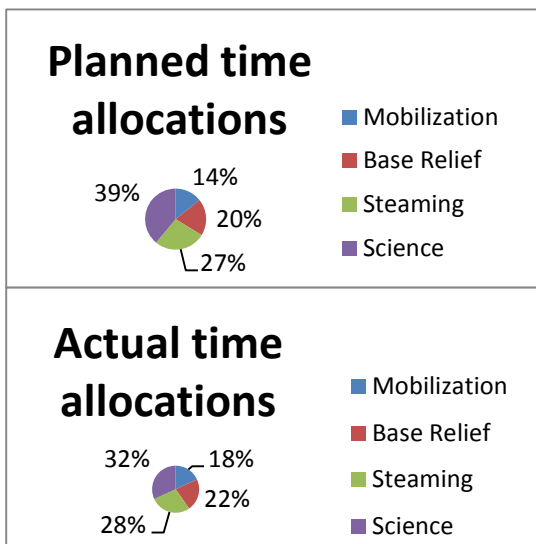 Planned time
allocations
14%
20%
27%
39%
Mobilization
Base Relief
Steaming
Science
Actual time
allocations
18%
22%
28%
32%
Mobilization
Base Relief
Steaming
Science